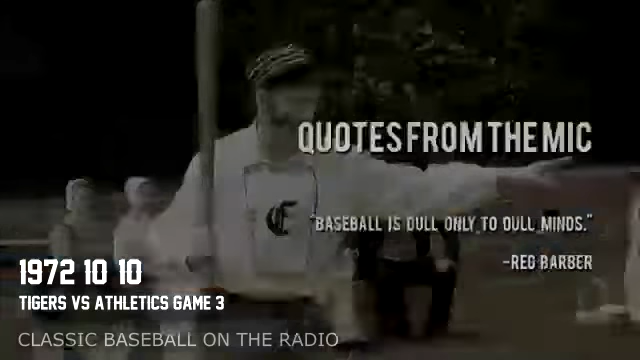 QUOTES FROM THE MIC
C
"BASEBALL IS DULL ONLY TO DULL MINDS."
-RED BARBER
1972 10 10
TIGERS VS ATHLETICS GAME 3
CLASSIC BASEBALL ON THE RADIO